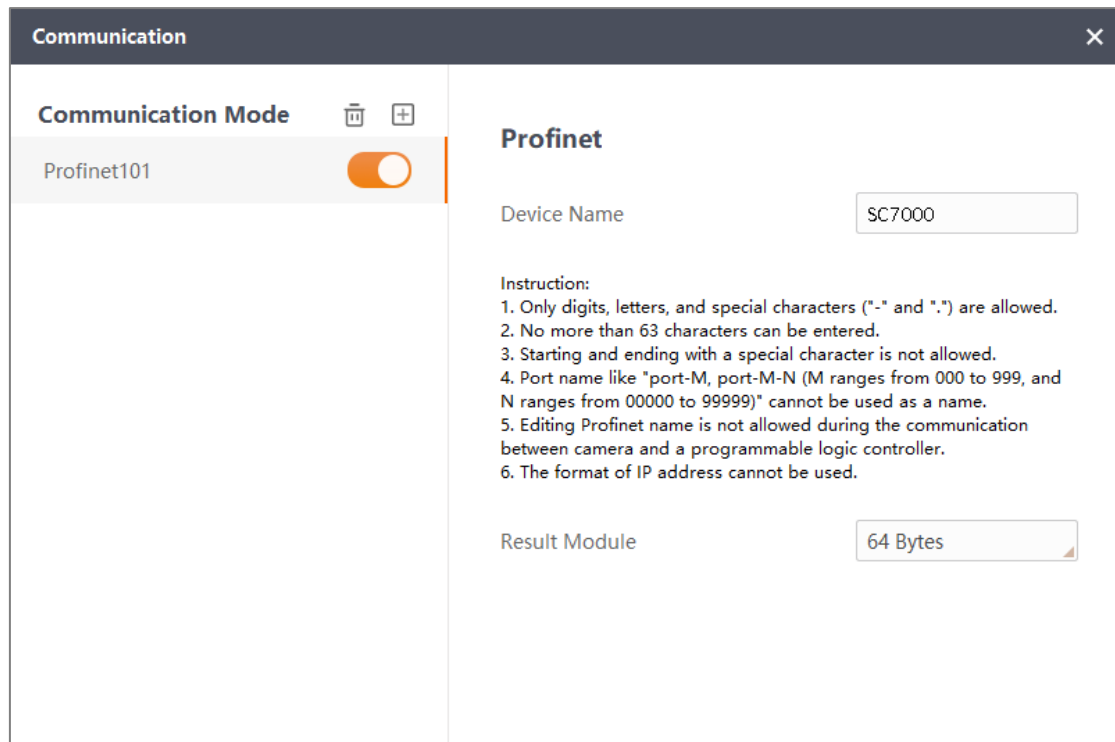 Communication
Communication Mode
Profinet101
Profinet
Device Name
SC7000
Instruction:
1. Only digits, letters, and special characters ("-" and ".") are allowed.
2. No more than 63 characters can be entered.
3. Starting and ending with a special character is not allowed.
4. Port name like "port-M, port-M-N (M ranges from 000 to 999, and
N ranges from 00000 to 99999)" cannot be used as a name.
5. Editing Profinet name is not allowed during the communication
between camera and a programmable logic controller.
6. The format of IP address cannot be used.
Result Module
64 Bytes